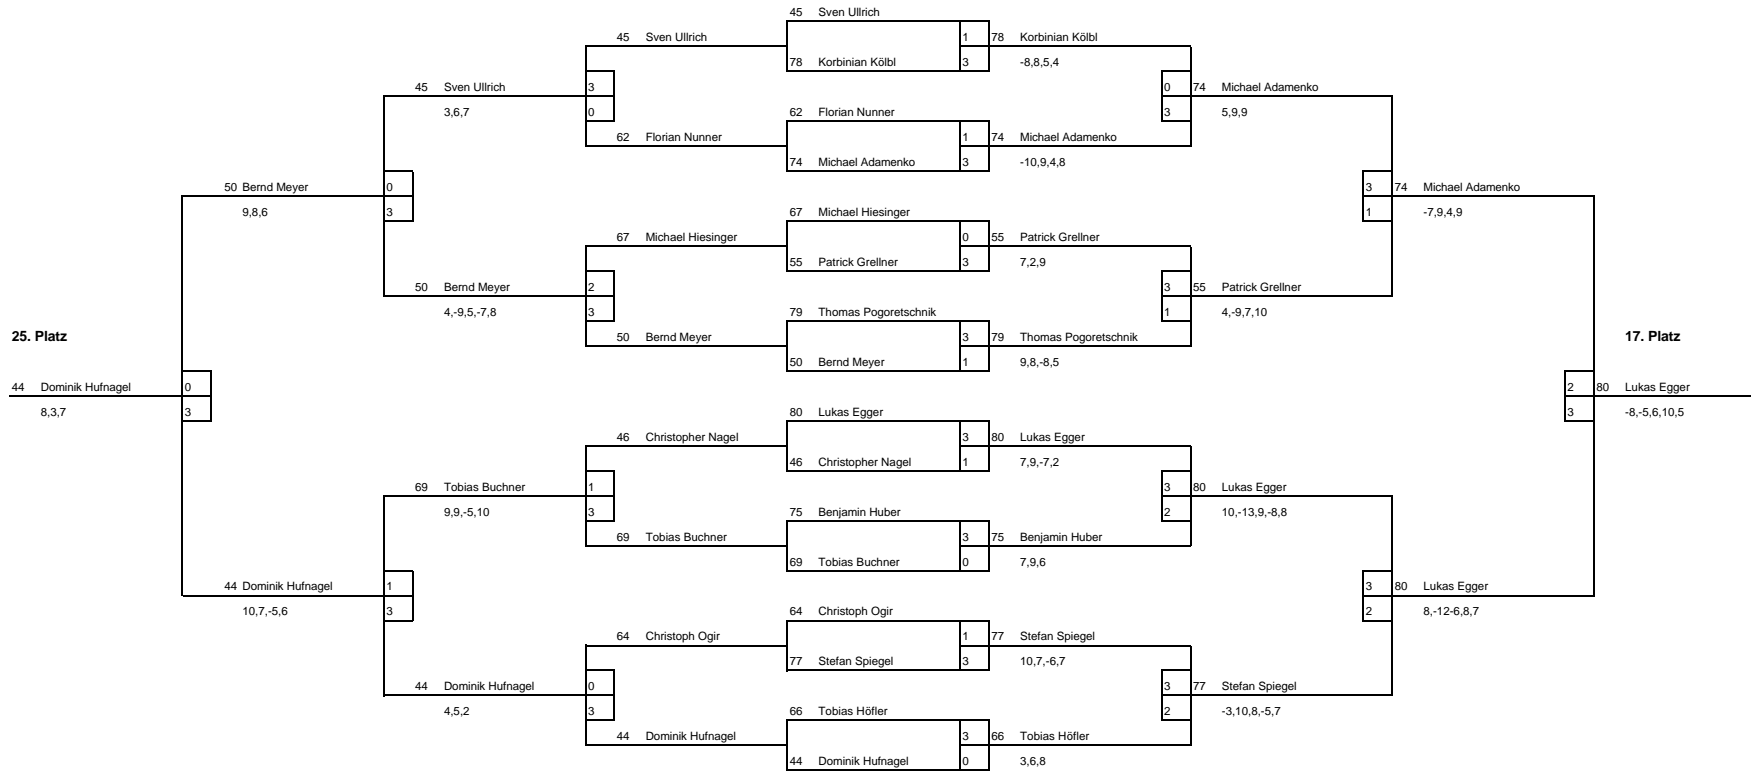 45 Sven Ullrich
45 Sven Ullrich 1 78 Korbinian Kölbl
78 Korbinian Kölbl 3 -8,8,5,4
45 Sven Ullrich 3 0 74 Michael Adamenko
3,6,7 0 62 Florian Nunner 3 5,9,9
62 Florian Nunner 1 74 Michael Adamenko
74 Michael Adamenko 3 -10,9,4,8
50 Bernd Meyer 0 3 74 Michael Adamenko
9,8,6 3 67 Michael Hiesinger 1 -7,9,4,9
67 Michael Hiesinger 0 55 Patrick Grellner
55 Patrick Grellner 3 7,2,9
50 Bernd Meyer 2 3 55 Patrick Grellner
4,-9,5,-7,8 3 79 Thomas Pogoretschnik 1 4,-9,7,10
25. Platz 50 Bernd Meyer 3 79 Thomas Pogoretschnik 17. Platz
50 Bernd Meyer 1 9,8,-8,5
44 Dominik Hufnagel 0 2 80 Lukas Egger
8,3,7 3 80 Lukas Egger 3 -8,-5,6,10,5
46 Christopher Nagel 3 80 Lukas Egger
46 Christopher Nagel 1 7,9,-7,2
69 Tobias Buchner 1 3 80 Lukas Egger
9,9,-5,10 3 75 Benjamin Huber 2 10,-13,9,-8,8
69 Tobias Buchner 3 75 Benjamin Huber
69 Tobias Buchner 0 7,9,6
44 Dominik Hufnagel 1 3 80 Lukas Egger
10,7,-5,6 3 64 Christoph Ogir 2 8,-12-6,8,7
64 Christoph Ogir 1 77 Stefan Spiegel
77 Stefan Spiegel 3 10,7,-6,7
44 Dominik Hufnagel 0 3 77 Stefan Spiegel
4,5,2 3 66 Tobias Höfler 2 -3,10,8,-5,7
44 Dominik Hufnagel 3 66 Tobias Höfler
44 Dominik Hufnagel 0 3,6,8